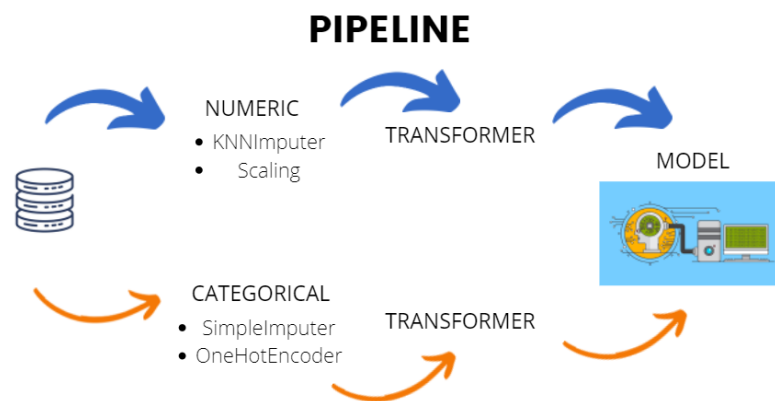 PIPELINE
NUMERIC
• KNNImputer
• Scaling
TRANSFORMER
MODEL
CATEGORICAL
• SimpleImputer
• OneHotEncoder
TRANSFORMER